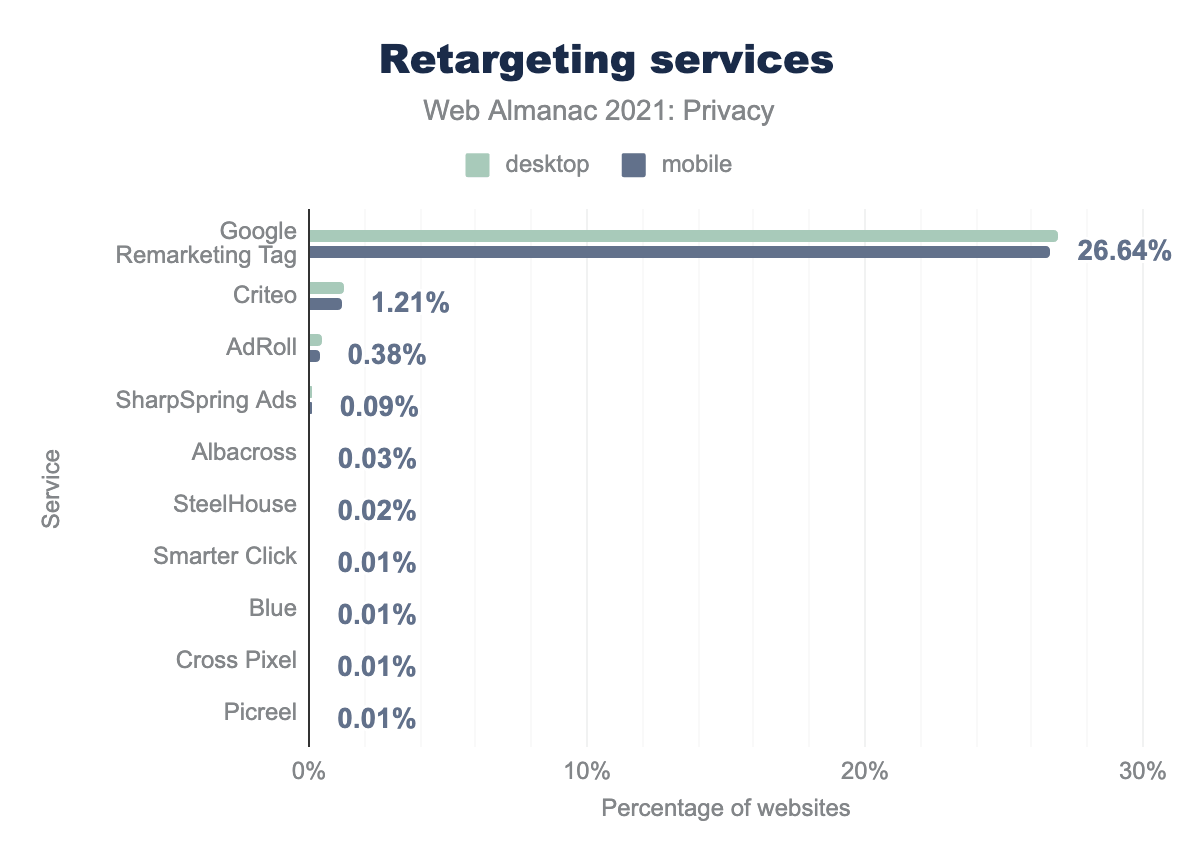 Retargeting services
Web Almanac 2021: Privacy
desktop
mobile
Google
Remarketing Tag
26.64%
Criteo
1.21%
AdRoll
0.38%
SharpSpring Ads
0.09%
Albacross
0.03%
SteelHouse
0.02%
Smarter Click
0.01%
Blue
0.01%
Cross Pixel
0.01%
Picreel
0.01%
Service
0%
10%
20%
30%
Percentage of websites